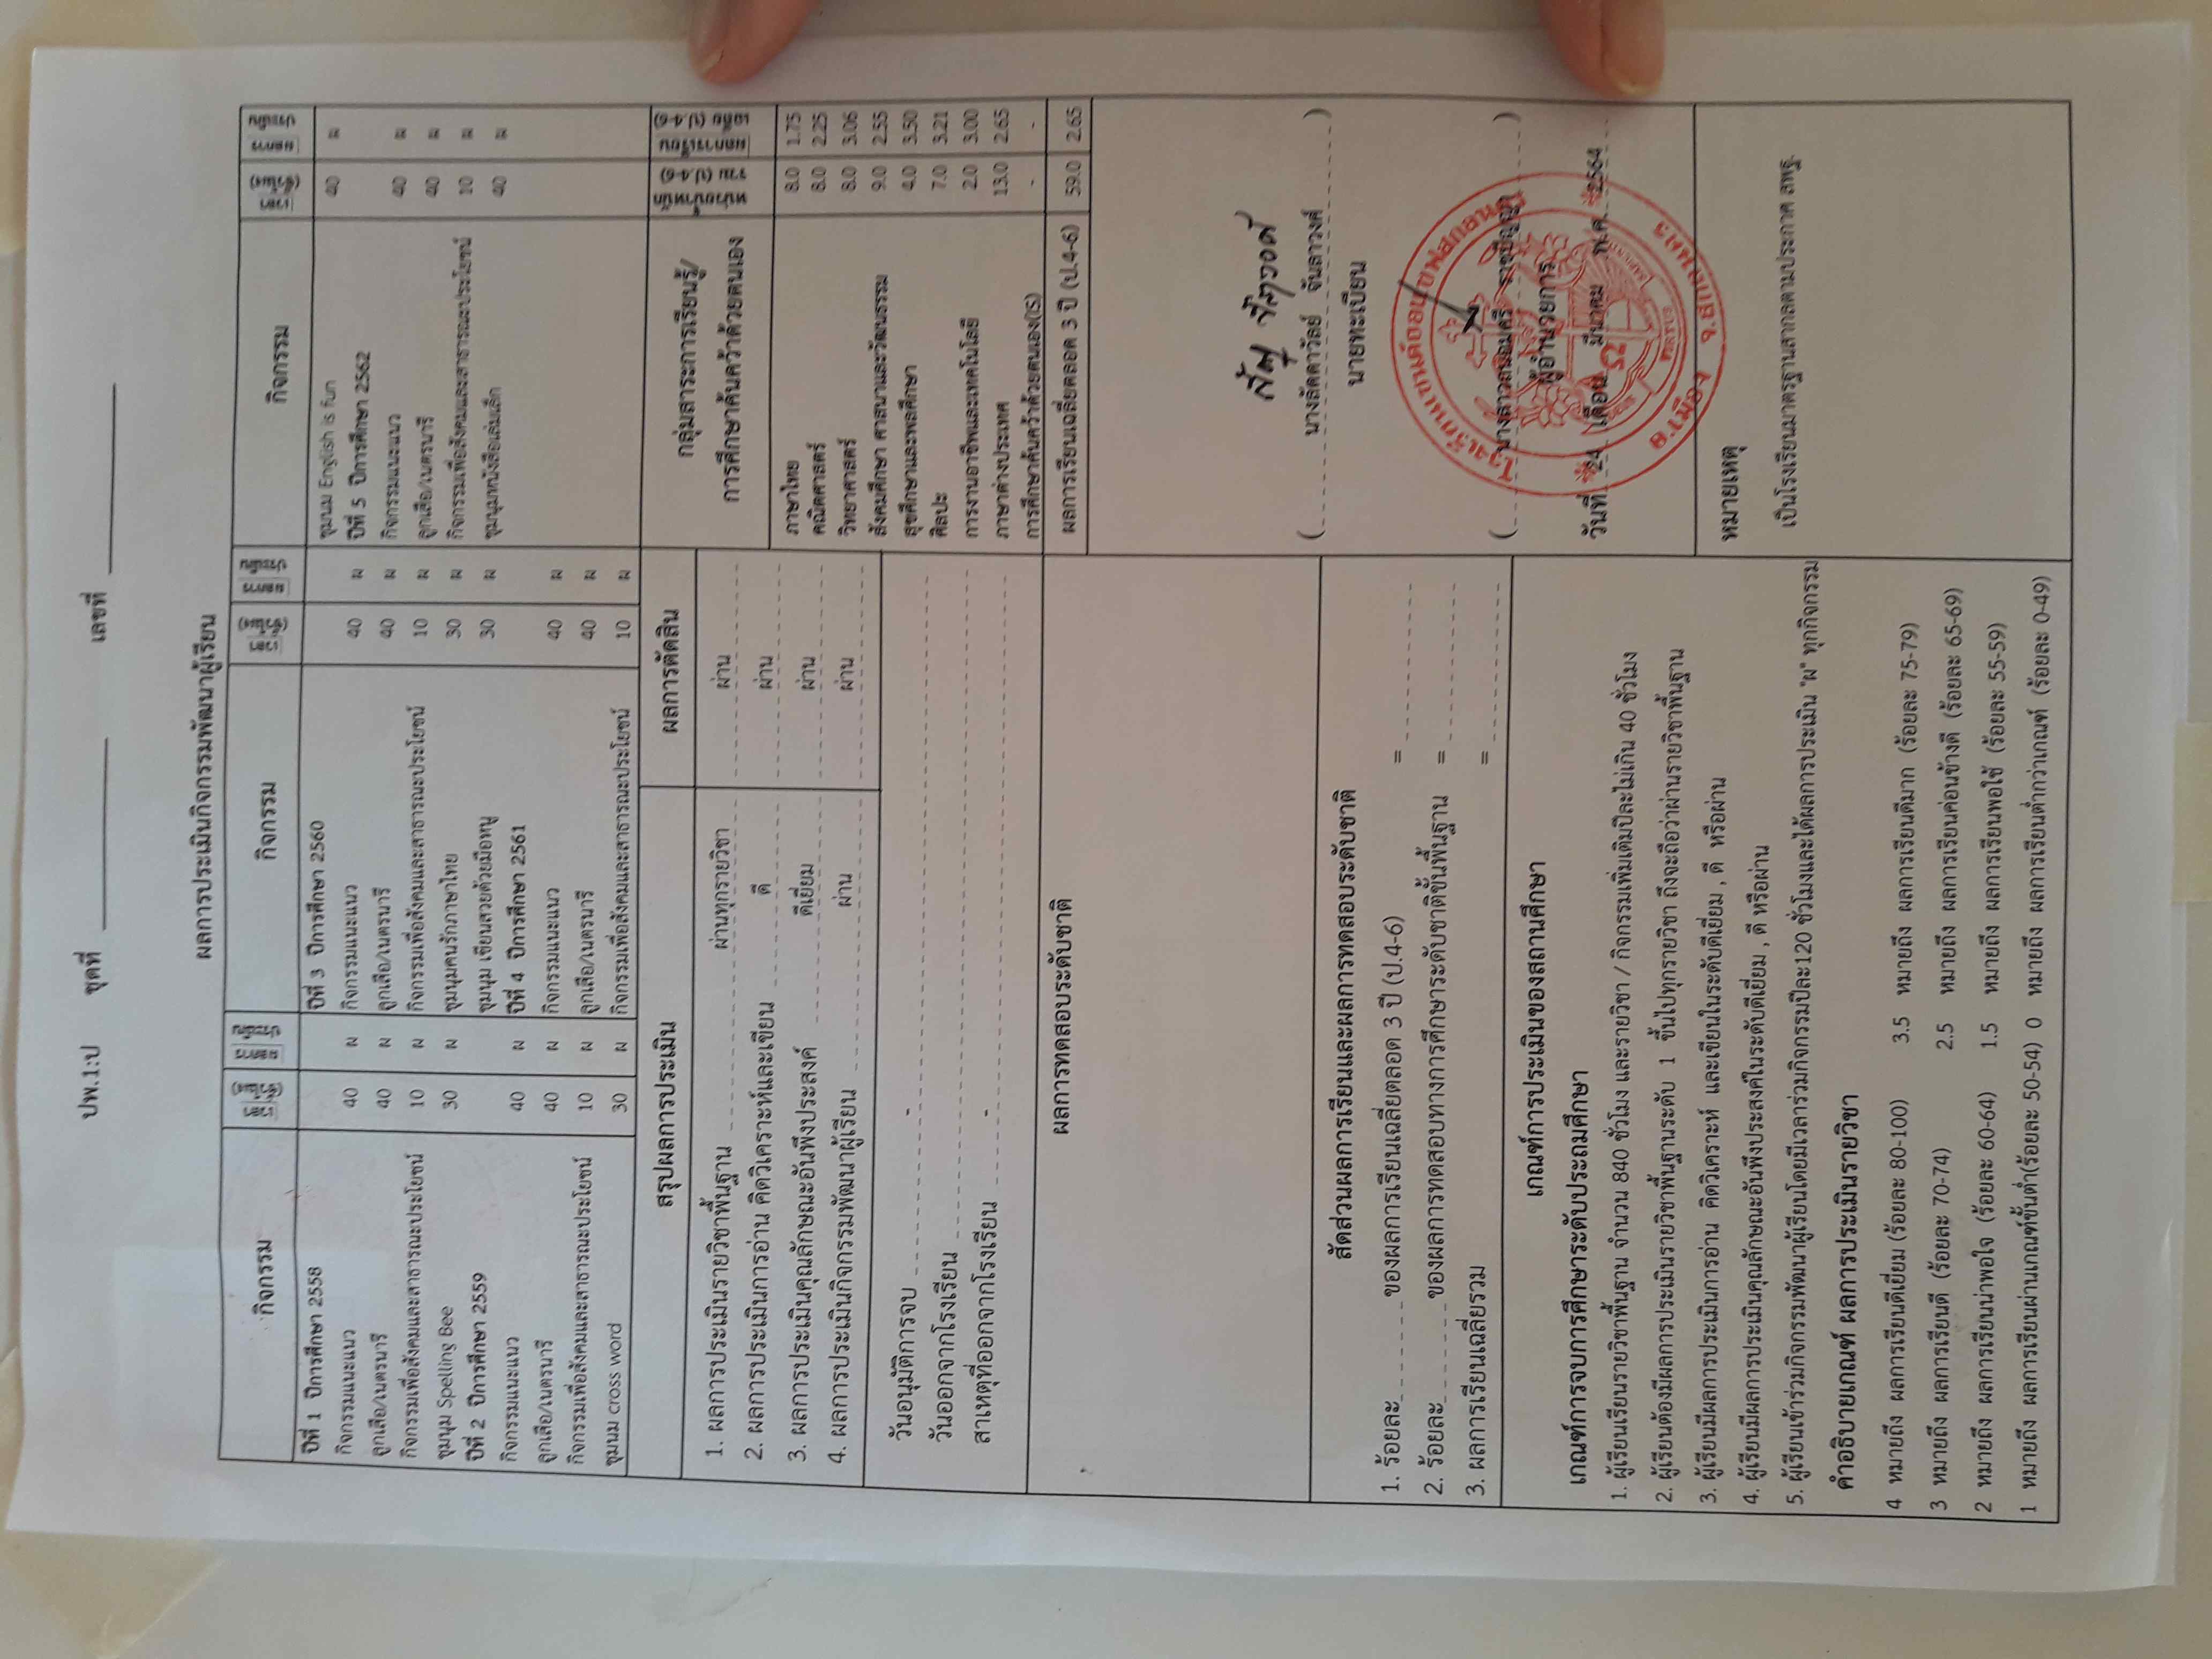 ปพ.1:ป ชุดที่ เลขที่
ผลการประเมินกิจกรรมพัฒนาผู้เรียน
กิจกรรม เวลา (ชั่วโมง) ผลการ ประเมิน กิจกรรม เวลา (ชั่วโมง) ผลการ ประเมิน กิจกรรม เวลา (ชั่วโมง) ผลการ ประเมิน
ปีที่ 1 ปีการศึกษา 2558
กิจกรรมแนะแนว 40 ผ
ลูกเสือ/เนตรนารี 40 ผ
กิจกรรมเพื่อสังคมและสาธารณะประโยชน์ 10 ผ
ชุมนุม Spelling Bee 30 ผ
ปีที่ 2 ปีการศึกษา 2559
กิจกรรมแนะแนว 40 ผ
ลูกเสือ/เนตรนารี 40 ผ
กิจกรรมเพื่อสังคมและสาธารณะประโยชน์ 10 ผ
ชุมนุม cross word 30 ผ
ปีที่ 3 ปีการศึกษา 2560
กิจกรรมแนะแนว 40 ผ
ลูกเสือ/เนตรนารี 40 ผ
กิจกรรมเพื่อสังคมและสาธารณะประโยชน์ 10 ผ
ชุมนุมคนรักภาษาไทย 30 ผ
ชุมนุม เขียนสวยด้วยมือหนู 30 ผ
ปีที่ 4 ปีการศึกษา 2561
กิจกรรมแนะแนว 40 ผ
ลูกเสือ/เนตรนารี 40 ผ
กิจกรรมเพื่อสังคมและสาธารณะประโยชน์ 10 ผ
ชุมนุม English is fun 40 ผ
ปีที่ 5 ปีการศึกษา 2562
กิจกรรมแนะแนว 40 ผ
ลูกเสือ/เนตรนารี 40 ผ
กิจกรรมเพื่อสังคมและสาธารณะประโยชน์ 10 ผ
ชุมนุมหนังสือเล่มเล็ก 40 ผ
สรุปผลการประเมิน ผลการตัดสิน
1. ผลการประเมินรายวิชาพื้นฐาน ผ่านทุกรายวิชา ผ่าน
2. ผลการประเมินการอ่าน คิดวิเคราะห์และเขียน ดี ผ่าน
3. ผลการประเมินคุณลักษณะอันพึงประสงค์ ดีเยี่ยม ผ่าน
4. ผลการประเมินกิจกรรมพัฒนาผู้เรียน ผ่าน ผ่าน
วันอนุมัติการจบ -
วันออกจากโรงเรียน
สาเหตุที่ออกจากโรงเรียน -
ผลการทดสอบระดับชาติ
สัดส่วนผลการเรียนและผลการทดสอบระดับชาติ
1. ร้อยละ ของผลการเรียนเฉลี่ยตลอด 3 ปี (ป.4-6) =
2. ร้อยละ ของผลการทดสอบทางการศึกษาระดับชาติขั้นพื้นฐาน =
3. ผลการเรียนเฉลี่ยรวม =
เกณฑ์การประเมินของสถานศึกษา
เกณฑ์การจบการศึกษาระดับประถมศึกษา
1. ผู้เรียนเรียนรายวิชาพื้นฐาน จำนวน 840 ชั่วโมง และรายวิชา / กิจกรรมเพิ่มเติมปีละไม่เกิน 40 ชั่วโมง
2. ผู้เรียนต้องมีผลการประเมินรายวิชาพื้นฐานระดับ 1 ขึ้นไปทุกรายวิชา ถึงจะถือว่าผ่านรายวิชาพื้นฐาน
3. ผู้เรียนมีผลการประเมินการอ่าน คิดวิเคราะห์ และเขียนในระดับดีเยี่ยม , ดี หรือผ่าน
4. ผู้เรียนมีผลการประเมินคุณลักษณะอันพึงประสงค์ในระดับดีเยี่ยม , ดี หรือผ่าน
5. ผู้เรียนเข้าร่วมกิจกรรมพัฒนาผู้เรียนโดยมีเวลาร่วมกิจกรรมปีละ120 ชั่วโมงและได้ผลการประเมิน "ผ" ทุกกิจกรรม
คำอธิบายเกณฑ์ ผลการประเมินรายวิชา
4 หมายถึง ผลการเรียนดีเยี่ยม (ร้อยละ 80-100) 3.5 หมายถึง ผลการเรียนดีมาก (ร้อยละ 75-79)
3 หมายถึง ผลการเรียนดี (ร้อยละ 70-74) 2.5 หมายถึง ผลการเรียนค่อนข้างดี (ร้อยละ 65-69)
2 หมายถึง ผลการเรียนน่าพอใจ (ร้อยละ 60-64) 1.5 หมายถึง ผลการเรียนพอใช้ (ร้อยละ 55-59)
1 หมายถึง ผลการเรียนผ่านเกณฑ์ขั้นต่ำ(ร้อยละ 50-54) 0 หมายถึง ผลการเรียนต่ำกว่าเกณฑ์ (ร้อยละ 0-49)
กลุ่มสาระการเรียนรู้/ การศึกษาค้นคว้าด้วยตนเอง หน่วยน้ำหนัก รวม (ป.4-6) ผลการเรียน เฉลี่ย (ป.4-6)
ภาษาไทย 8.0 1.75
คณิตศาสตร์ 8.0 2.25
วิทยาศาสตร์ 8.0 3.06
สังคมศึกษา ศาสนาและวัฒนธรรม 9.0 2.55
สุขศึกษาและพลศึกษา 4.0 3.50
ศิลปะ 7.0 3.21
การงานอาชีพและเทคโนโลยี 2.0 3.00
ภาษาต่างประเทศ 13.0 2.65
การศึกษาค้นคว้าด้วยตนเอง(IS) - -
ผลการเรียนเฉลี่ยตลอด 3 ปี (ป.4-6) 59.0 2.65
( นางลัดดาวัลย์ จันลาวงศ์ )
นายทะเบียน
( นางสาวถนอมศรี )
ผู้อำนวยการ
วันที่ 24 เดือน มีนาคม พ.ศ. 2564
หมายเหตุ
เป็นโรงเรียนมาตรฐานสากลตามประกาศ สพฐ.